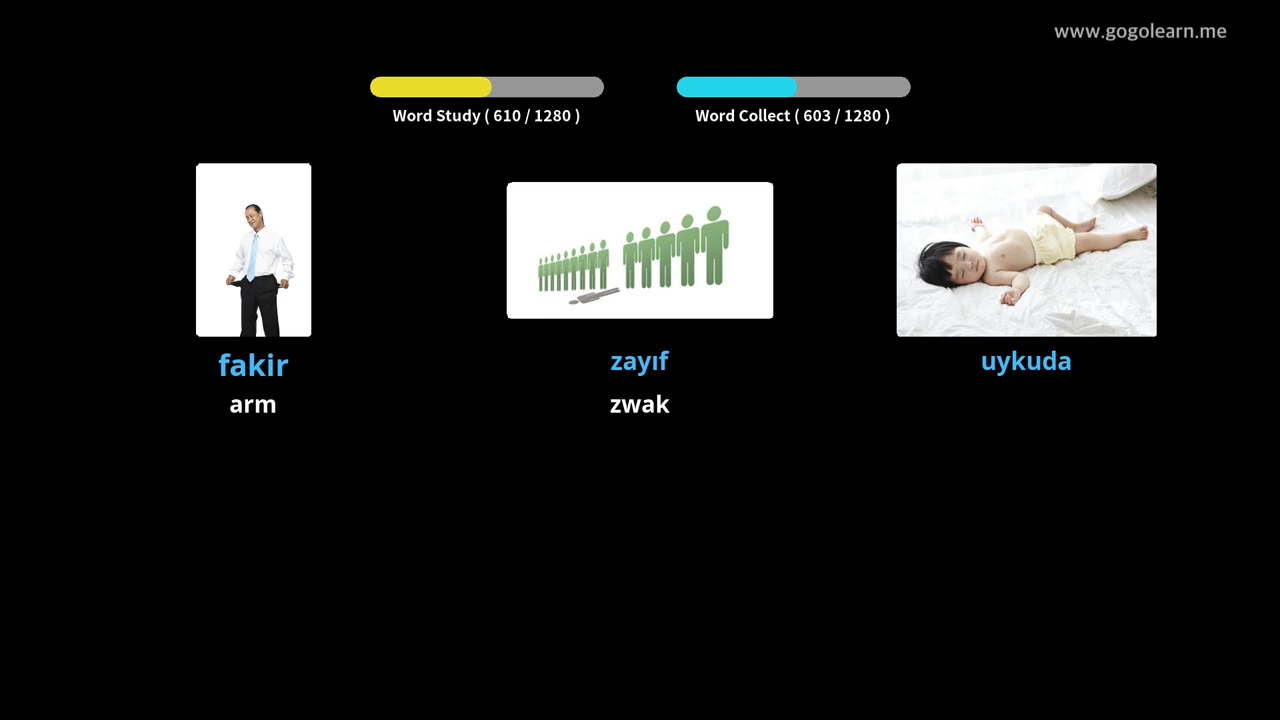 www.gogolearn.me
Word Study ( 610 / 1280 )
Word Collect ( 603 / 1280 )
fakir
zayıf
uykuda
arm
zwak